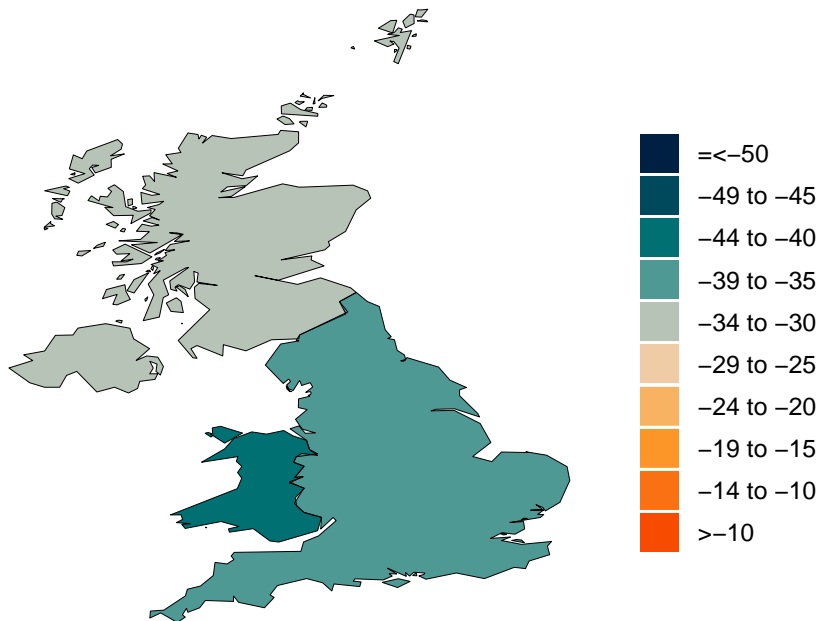 =<−50
−49 to −45
−44 to −40
−39 to −35
−34 to −30
−29 to −25
−24 to −20
−19 to −15
−14 to −10
>−10